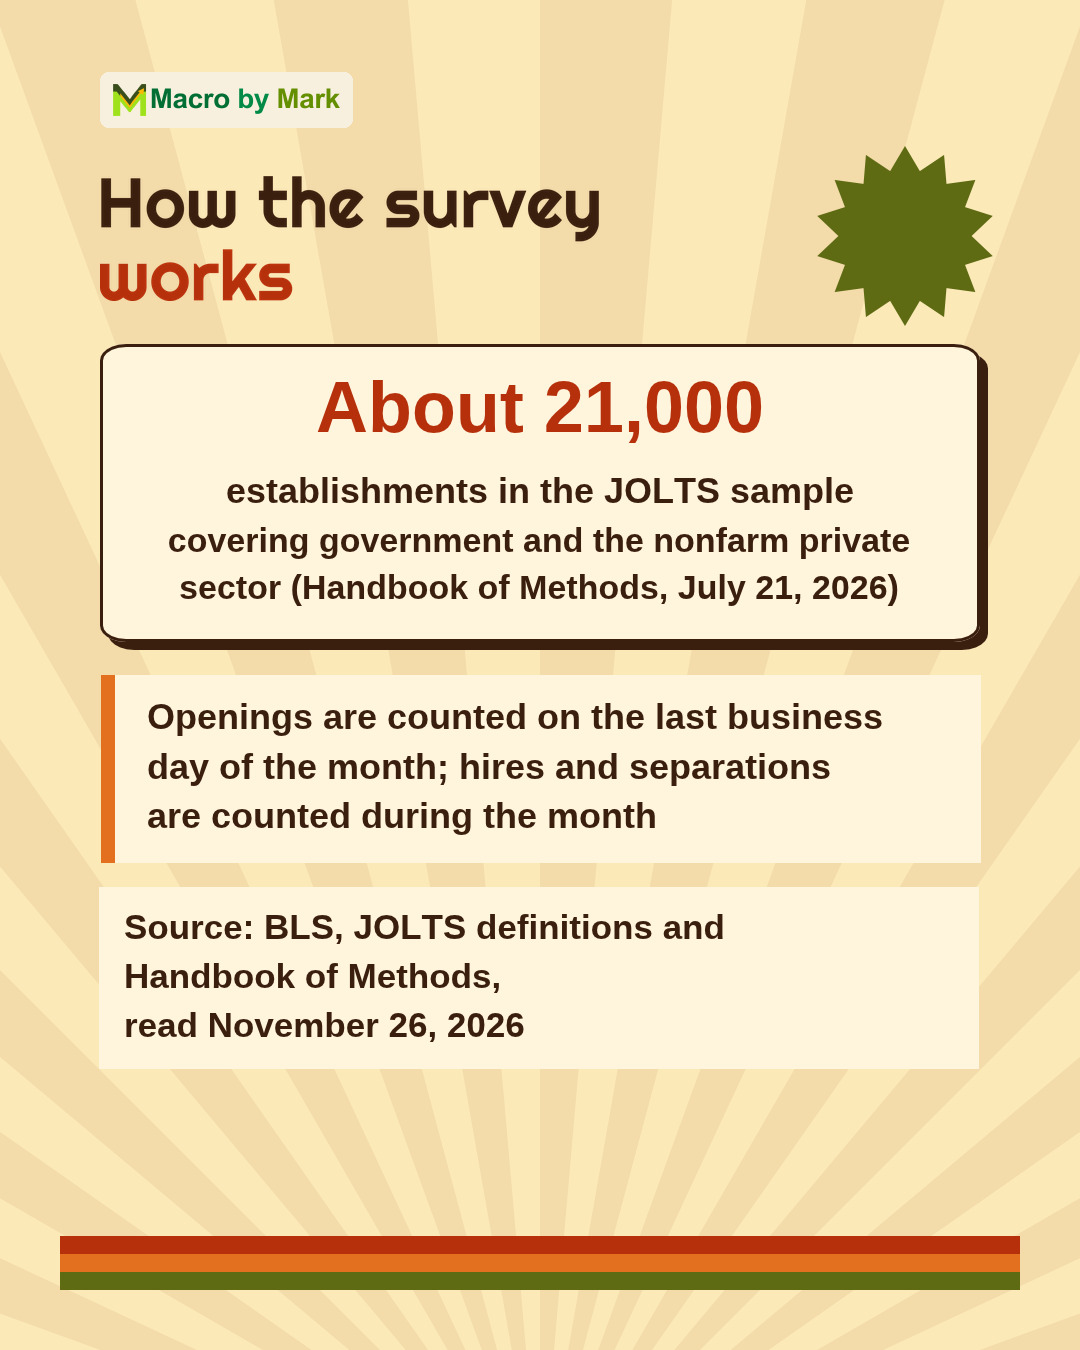 Macro by Mark
How the survey
works
About 21,000
establishments in the JOLTS sample
covering government and the nonfarm private
sector (Handbook of Methods, July 21, 2026)
Openings are counted on the last business
day of the month; hires and separations
are counted during the month
Source: BLS, JOLTS definitions and
Handbook of Methods,
read November 26, 2026